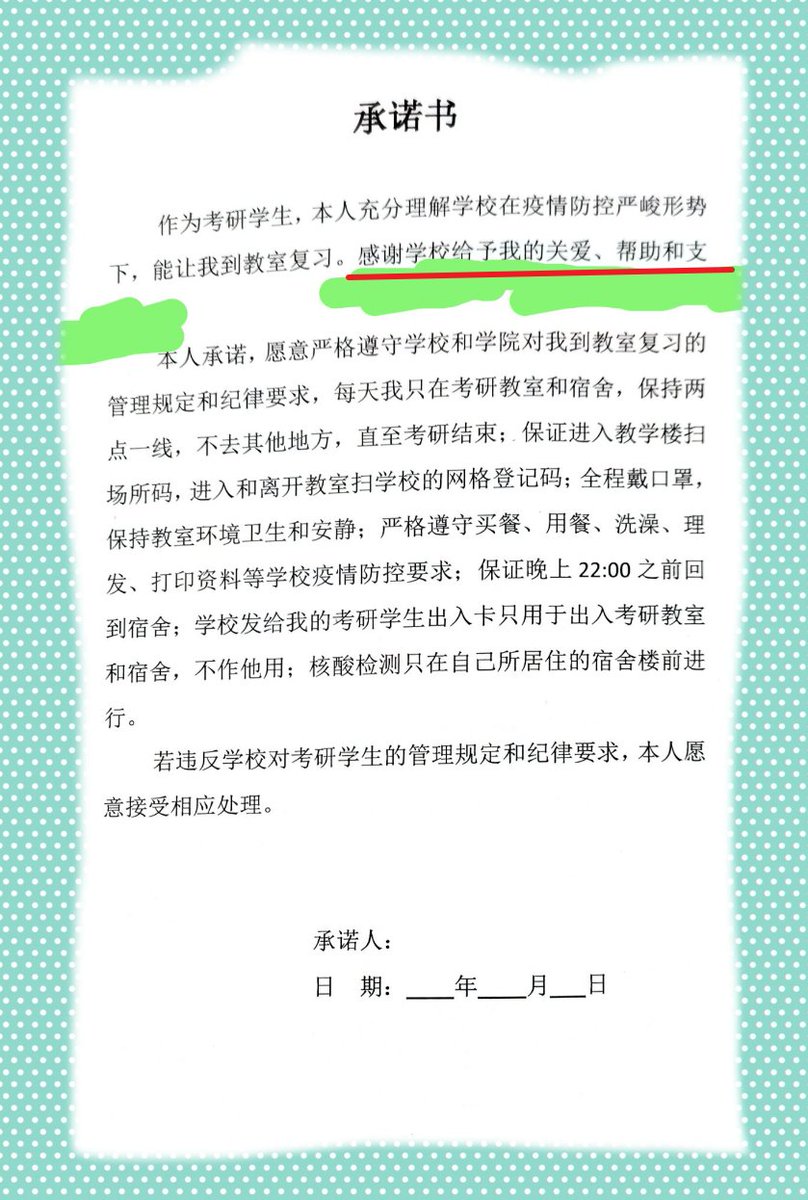 承诺书
作为考研学生，本人充分理解学校在疫情防控严峻形势
下，能让我到教室复习。感谢学校给予我的关爱、帮助和支
本人承诺，愿意严格遵守学校和学院对我到教室复习的
管理规定和纪律要求，每天我只在考研教室和宿舍，保持两
点一线，不去其他地方，直至考研结束；保证进入教学楼扫
场所码，进入和离开教室扫学校的网格登记码；全程戴口罩，
保持教室环境卫生和安静；严格遵守买餐、用餐、洗澡、理
发、打印资料等学校疫情防控要求；保证晚上 22:00 之前回
到宿舍；学校发给我的考研学生出入卡只用于出入考研教室
和宿舍，不作他用；核酸检测只在自己所居住的宿舍楼前进
行。
若违反学校对考研学生的管理规定和纪律要求，本人愿
意接受相应处理。
承诺人：
日 期：____年____月___日